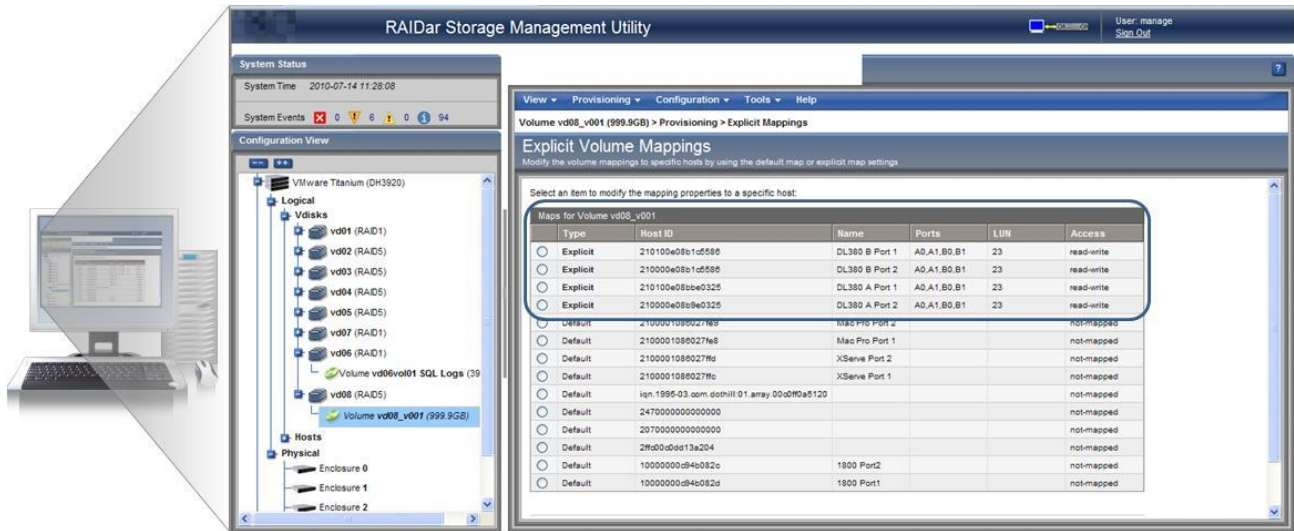 RAIDar Storage Management Utility
User: manage
Sign Out
System Status
System Time 2010-07-14 11:28:08
System Events 0 6 0 94
Configuration View
VMware Titanium (DH3920)
Logical
Vdisks
vd01 (RAID1)
vd02 (RAID5)
vd03 (RAID5)
vd04 (RAID5)
vd05 (RAID5)
vd07 (RAID1)
vd06 (RAID1)
Volume vd06vol01 SQL Logs (39
vd08 (RAID5)
Volume vd08_v001 (999.9GB)
Hosts
Physical
Enclosure 0
Enclosure 1
Enclosure 2
?
View Provisioning Configuration Tools Help
Volume vd08_v001 (999.9GB) > Provisioning > Explicit Mappings
Explicit Volume Mappings
Modify the volume mappings to specific hosts by using the default map or explicit map settings
Select an item to modify the mapping properties to a specific host:
Maps for Volume vd08_v001
Type Host ID Name Ports LUN Access
Explicit 210100e08b1c5586 DL380 B Port 1 A0,A1,B0,B1 23 read-write
Explicit 210000e08b1c5586 DL380 B Port 2 A0,A1,B0,B1 23 read-write
Explicit 210100e08bbe0325 DL380 A Port 1 A0,A1,B0,B1 23 read-write
Explicit 210000e08b9e0325 DL380 A Port 2 A0,A1,B0,B1 23 read-write
Default 2100001086027fe9 Mac Pro Port 2 not-mapped
Default 2100001086027fe8 Mac Pro Port 1 not-mapped
Default 2100001086027ffd XServe Port 2 not-mapped
Default 2100001086027ffc XServe Port 1 not-mapped
Default iqn.1995-03.com.dothill:01.array.00c0ff0a5120 not-mapped
Default 2470000000000000 not-mapped
Default 2070000000000000 not-mapped
Default 2ffc00c0dd13a204 not-mapped
Default 10000000c94b082c 1800 Port2 not-mapped
Default 10000000c94b082d 1800 Port1 not-mapped